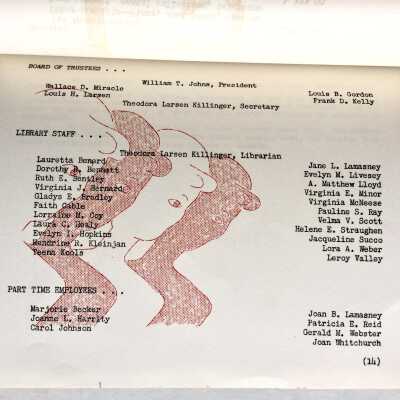 BOARD OF TRUSTEES . . .
William T. Johns, President
Wallace D. Miracle
Louis H. Larsen
Louis B. Gordon
Frank D. Kelly
Theodora Larsen Killinger, Secretary
LIBRARY STAFF . . .
Theodora Larsen Killinger, Librarian
Lauretta Benard
Dorothy B. Bennett
Ruth E. Bentley
Virginia J. Bernard
Gladys E. Bradley
Faith Cable
Lorraine M. Coy
Laura C. Healy
Evelyn I. Hopkins
Hendrine R. Kleinjan
Teena Kools
Jane L. Lamasney
Evelyn M. Livesey
A. Matthew Lloyd
Virginia E. Minor
Virginia McNeese
Pauline S. Ray
Velma V. Scott
Helene E. Straughen
Jacqueline Succo
Lora A. Weber
Leroy Valley
PART TIME EMPLOYEES . . .
Marjorie Becker
Joanne L. Harrity
Carol Johnson
Joan B. Lamasney
Patricia E. Reid
Gerald M. Webster
Joan Whitchurch
(14)